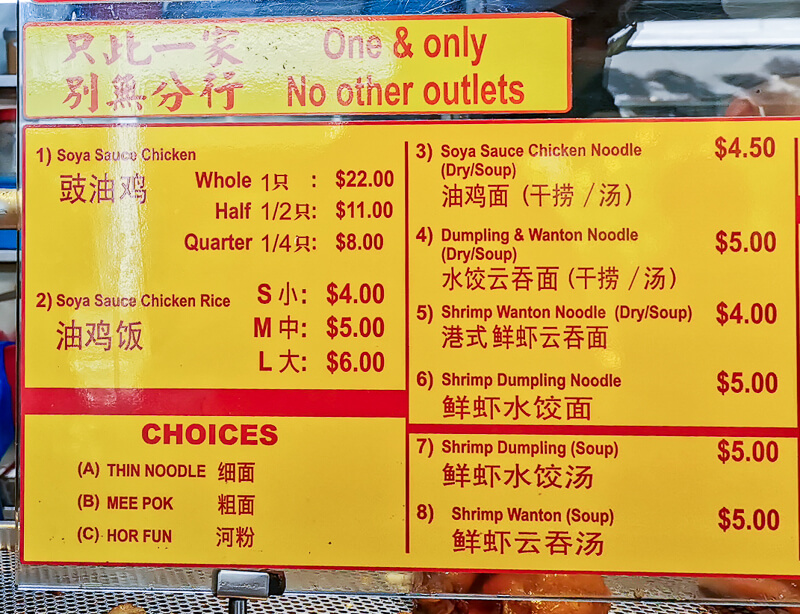 只此一家 One & only
別無分行 No other outlets
1) Soya Sauce Chicken
豉油鸡
Whole 1只 : $22.00
Half 1/2只: $11.00
Quarter 1/4只: $8.00
2) Soya Sauce Chicken Rice
油鸡饭
S 小: $4.00
M 中: $5.00
L 大: $6.00
CHOICES
(A) THIN NOODLE 细面
(B) MEE POK 粗面
(C) HOR FUN 河粉
3) Soya Sauce Chicken Noodle $4.50
(Dry/Soup)
油鸡面 (干捞/汤)
4) Dumpling & Wanton Noodle $5.00
(Dry/Soup)
水饺云吞面 (干捞/汤)
5) Shrimp Wanton Noodle (Dry/Soup) $4.00
港式鲜虾云吞面
6) Shrimp Dumpling Noodle $5.00
鲜虾水饺面
7) Shrimp Dumpling (Soup) $5.00
鲜虾水饺汤
8) Shrimp Wanton (Soup) $5.00
鲜虾云吞汤